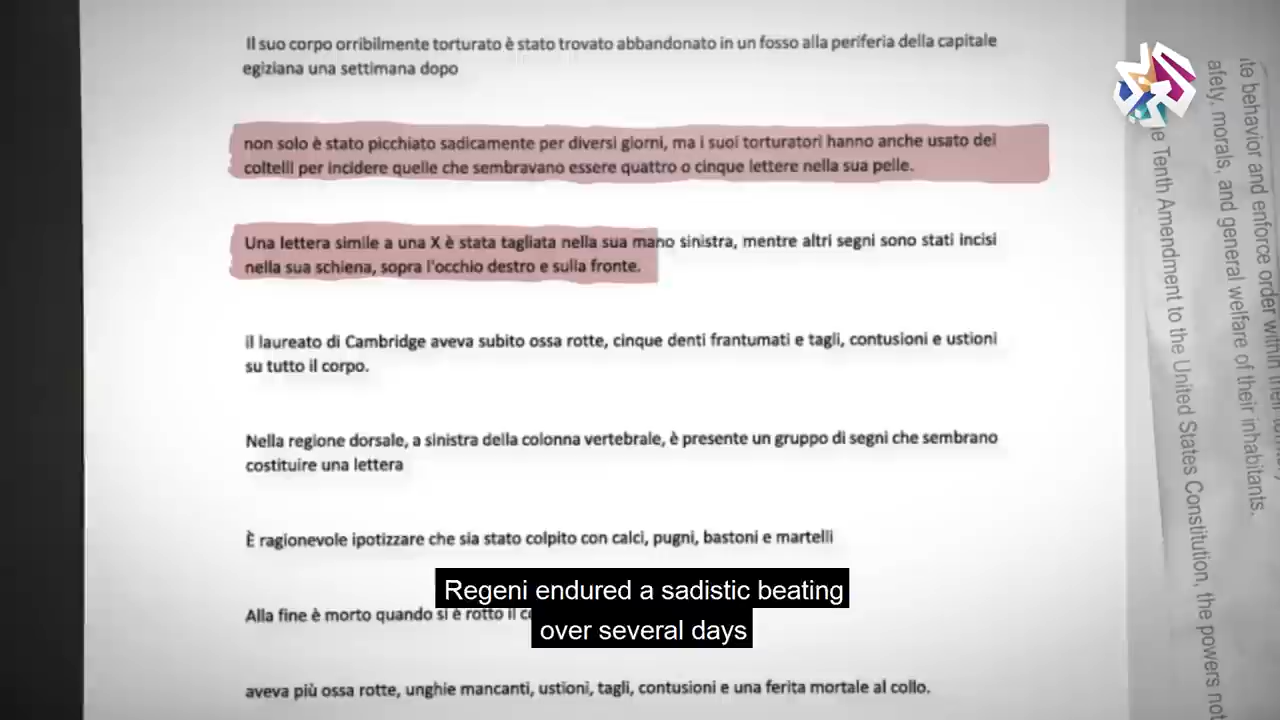 Il suo corpo orribilmente torturato è stato trovato abbandonato in un fosso alla periferia della capitale
egiziana una settimana dopo
non solo è stato picchiato sadicamente per diversi giorni, ma i suoi torturatori hanno anche usato dei
coltelli per incidere quelle che sembravano essere quattro o cinque lettere nella sua pelle.
Una lettera simile a una X è stata tagliata nella sua mano sinistra, mentre altri segni sono stati incisi
nella sua schiena, sopra l'occhio destro e sulla fronte.
il laureato di Cambridge aveva subito ossa rotte, cinque denti frantumati e tagli, contusioni e ustioni
su tutto il corpo.
Nella regione dorsale, a sinistra della colonna vertebrale, è presente un gruppo di segni che sembrano
costituire una lettera
È ragionevole ipotizzare che sia stato colpito con calci, pugni, bastoni e martelli
Alla fine è morto quando si è rotto il
Regeni endured a sadistic beating
over several days
aveva più ossa rotte, unghie mancanti, ustioni, tagli, contusioni e una ferita mortale al collo.
behavior and enforce order within their
afety, morals, and general welfare of their inhabitants.
Tenth Amendment to the United States Constitution, the powers not